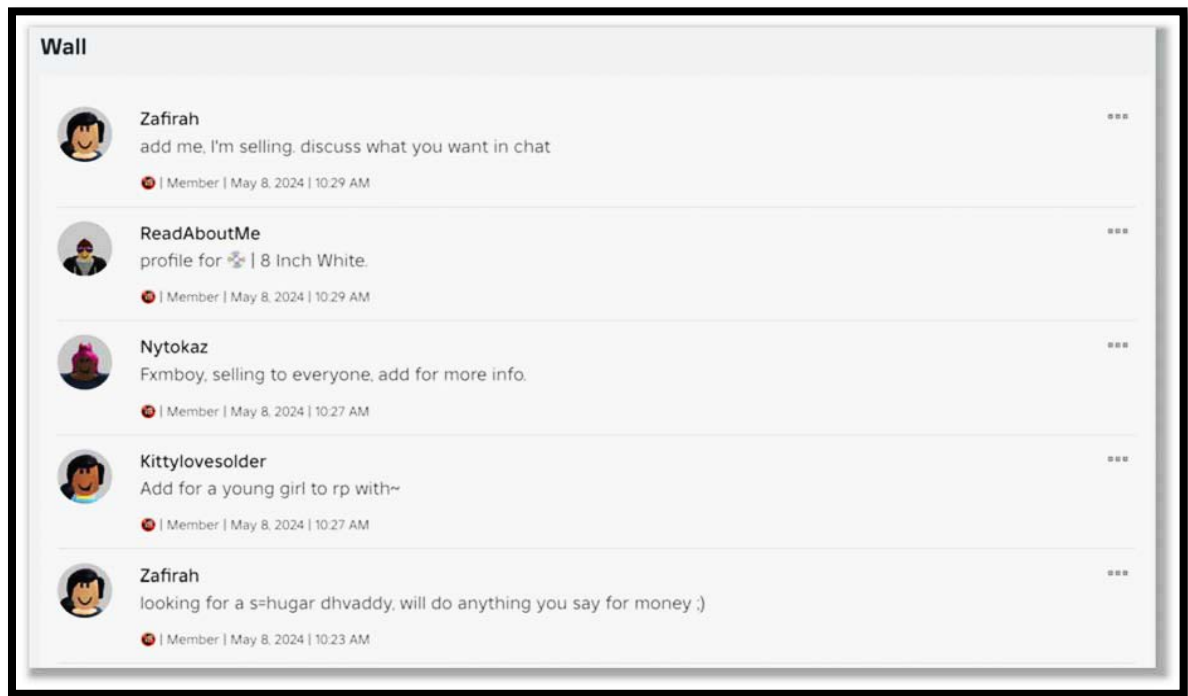 Wall
Zafirah
add me, I'm selling. discuss what you want in chat
| Member | May 8, 2024 | 10:29 AM
ReadAboutMe
profile for | 8 Inch White.
| Member | May 8, 2024 | 10:29 AM
Nytokaz
Fxmboy, selling to everyone, add for more info.
| Member | May 8, 2024 | 10:27 AM
Kittylovesolder
Add for a young girl to rp with~
| Member | May 8, 2024 | 10:27 AM
Zafirah
looking for a s=hugar dhvaddy, will do anything you say for money ;)
| Member | May 8, 2024 | 10:23 AM